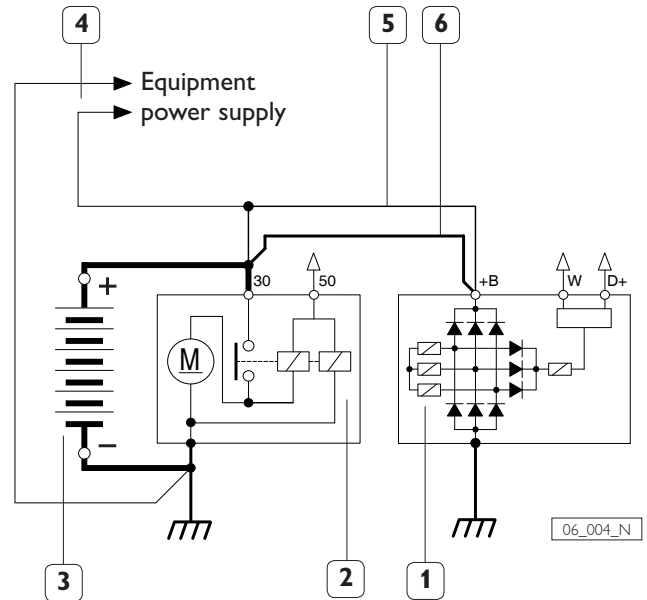 4
5
6
Equipment
power supply
30
50
+B
W
D+
+
M
−
06_004_N
3
2
1